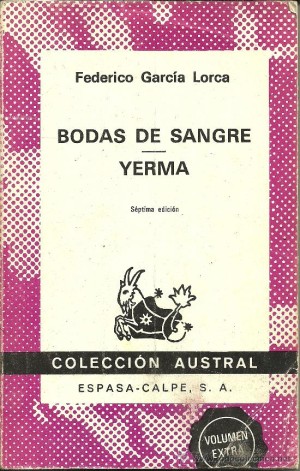 Federico García Lorca
BODAS DE SANGRE
YERMA
Séptima edición
COLECCIÓN AUSTRAL
ESPASA-CALPE, S. A.
VOLUMEN
EXTRA